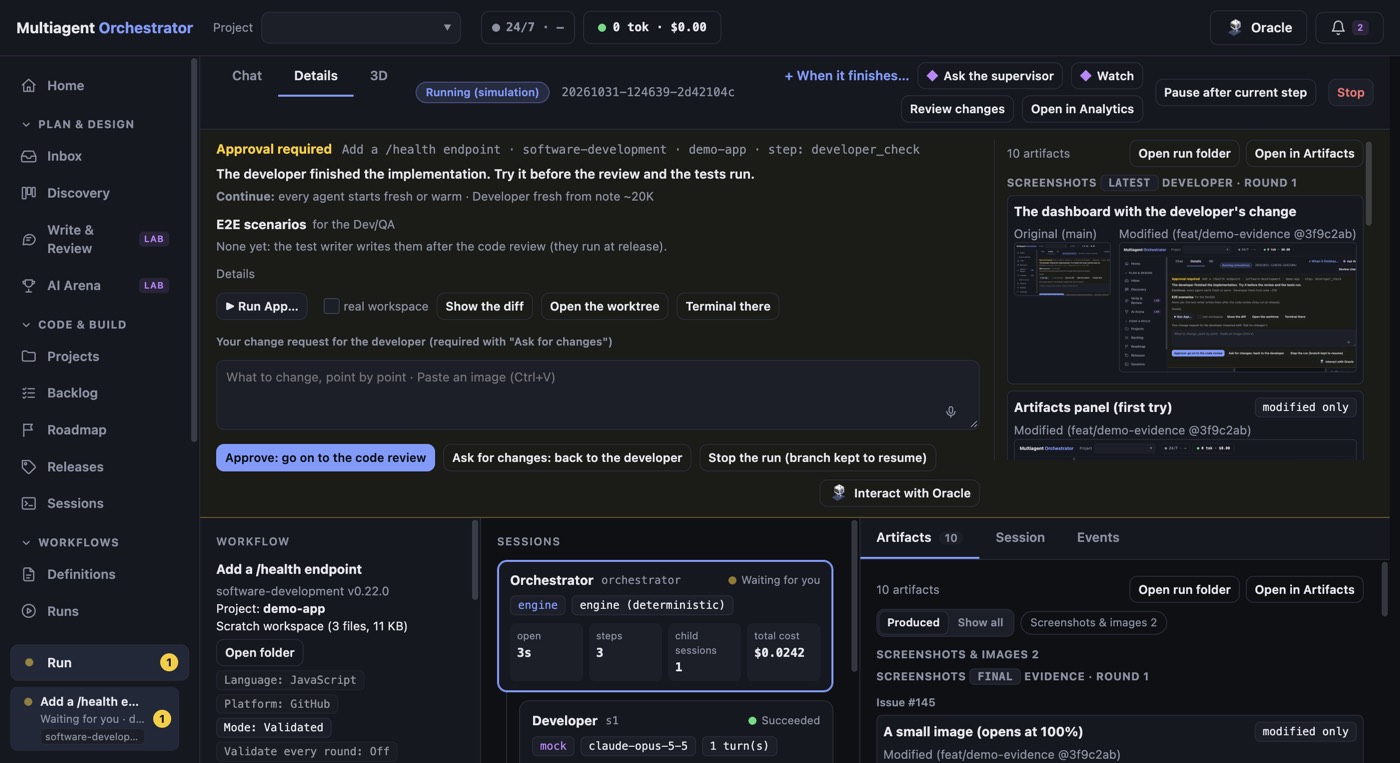 Multiagent Orchestrator
Project
24/7 · –
0 tok · $0.00
Oracle
2
Home
PLAN & DESIGN
Inbox
Discovery
Write & Review LAB
AI Arena LAB
CODE & BUILD
Projects
Backlog
Roadmap
Releases
Sessions
WORKFLOWS
Definitions
Runs
Run 1
Add a /health e...
Waiting for you · d... 1
software-develop...
Chat Details 3D
Running (simulation) 20261031-124639-2d42104c
+ When it finishes... Ask the supervisor Watch
Review changes Open in Analytics
Pause after current step Stop
Approval required Add a /health endpoint · software-development · demo-app · step: developer_check
The developer finished the implementation. Try it before the review and the tests run.
Continue: every agent starts fresh or warm · Developer fresh from note ~20K
E2E scenarios for the Dev/QA
None yet: the test writer writes them after the code review (they run at release).
Details
Run App... real workspace Show the diff Open the worktree Terminal there
Your change request for the developer (required with "Ask for changes")
What to change, point by point · Paste an image (Ctrl+V)
Approve: go on to the code review Ask for changes: back to the developer Stop the run (branch kept to resume)
Interact with Oracle
10 artifacts Open run folder Open in Artifacts
SCREENSHOTS LATEST DEVELOPER · ROUND 1
The dashboard with the developer's change
Original (main) Modified (feat/demo-evidence @3f9c2ab)
Artifacts panel (first try) modified only
Modified (feat/demo-evidence @3f9c2ab)
WORKFLOW
Add a /health endpoint
software-development v0.22.0
Project: demo-app
Scratch workspace (3 files, 11 KB)
Open folder
Language: JavaScript
Platform: GitHub
Mode: Validated
Validate every round: Off
SESSIONS
Orchestrator orchestrator Waiting for you
engine engine (deterministic)
open steps child sessions total cost
3s 3 1 $0.0242
Developer s1 Succeeded
mock claude-opus-5-5 1 turn(s)
Artifacts 10 Session Events
10 artifacts Open run folder Open in Artifacts
Produced Show all Screenshots & images 2
SCREENSHOTS & IMAGES 2
SCREENSHOTS FINAL EVIDENCE · ROUND 1
Issue #145
A small image (opens at 100%) modified only
Modified (feat/demo-evidence @3f9c2ab)